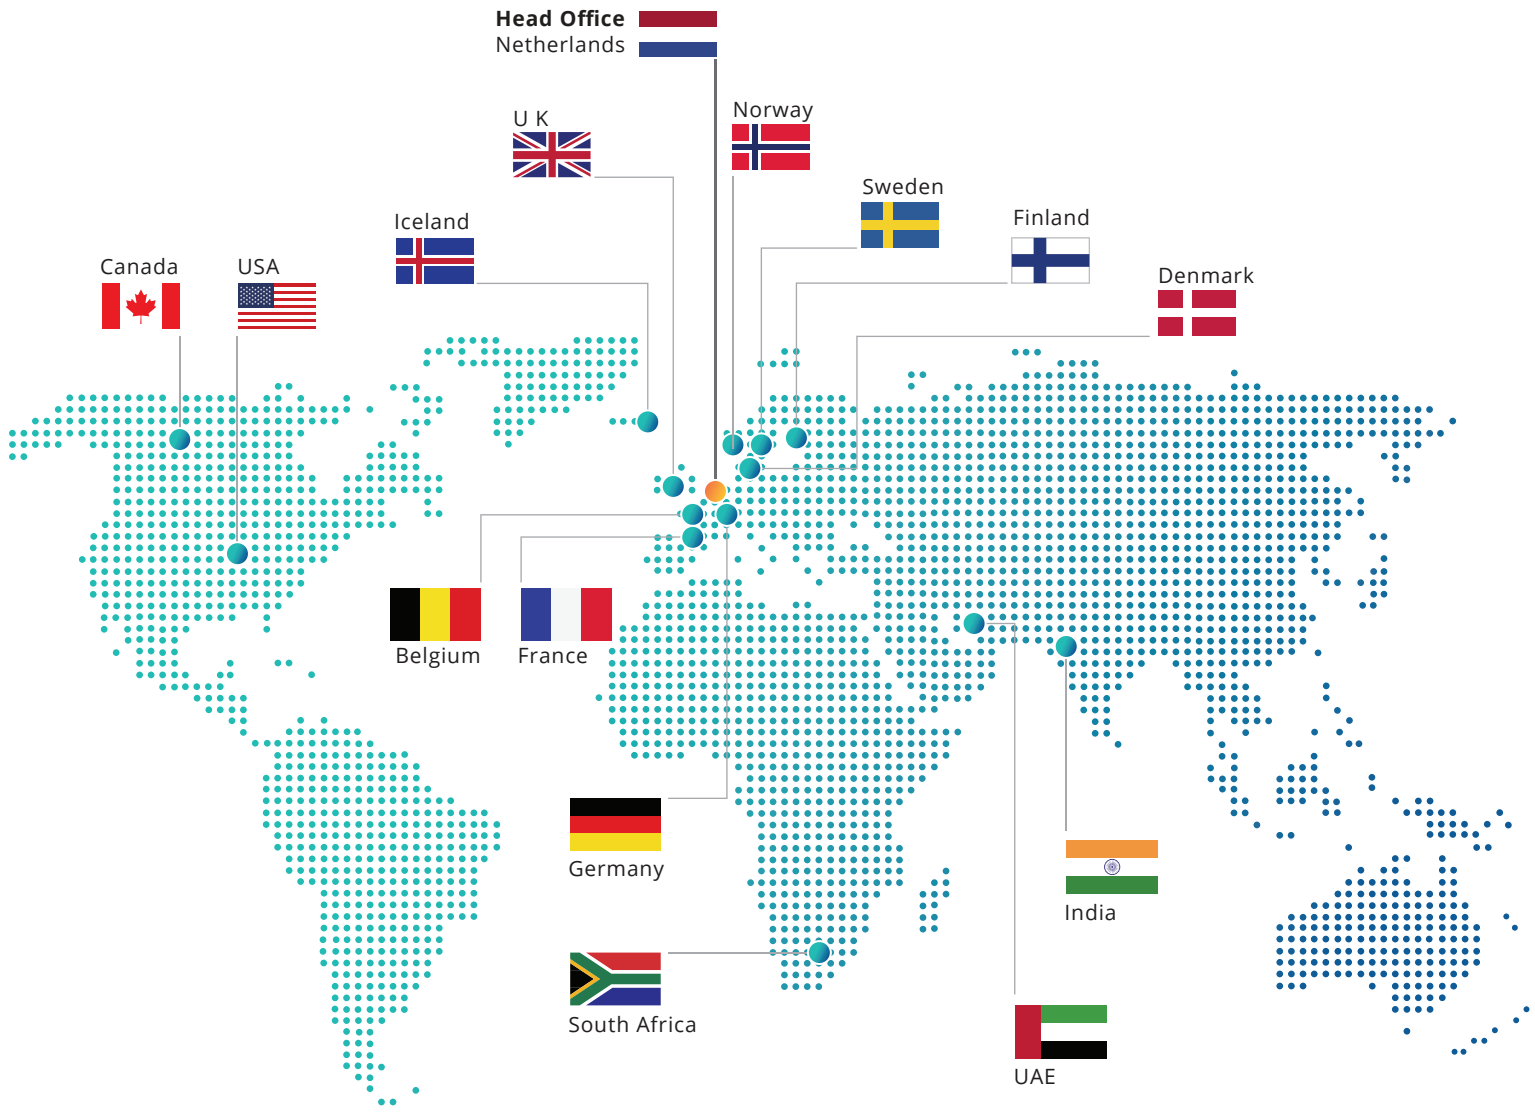 Head Office
Netherlands
U K
Norway
Sweden
Iceland
Finland
Canada
USA
Denmark
Belgium
France
Germany
India
South Africa
UAE